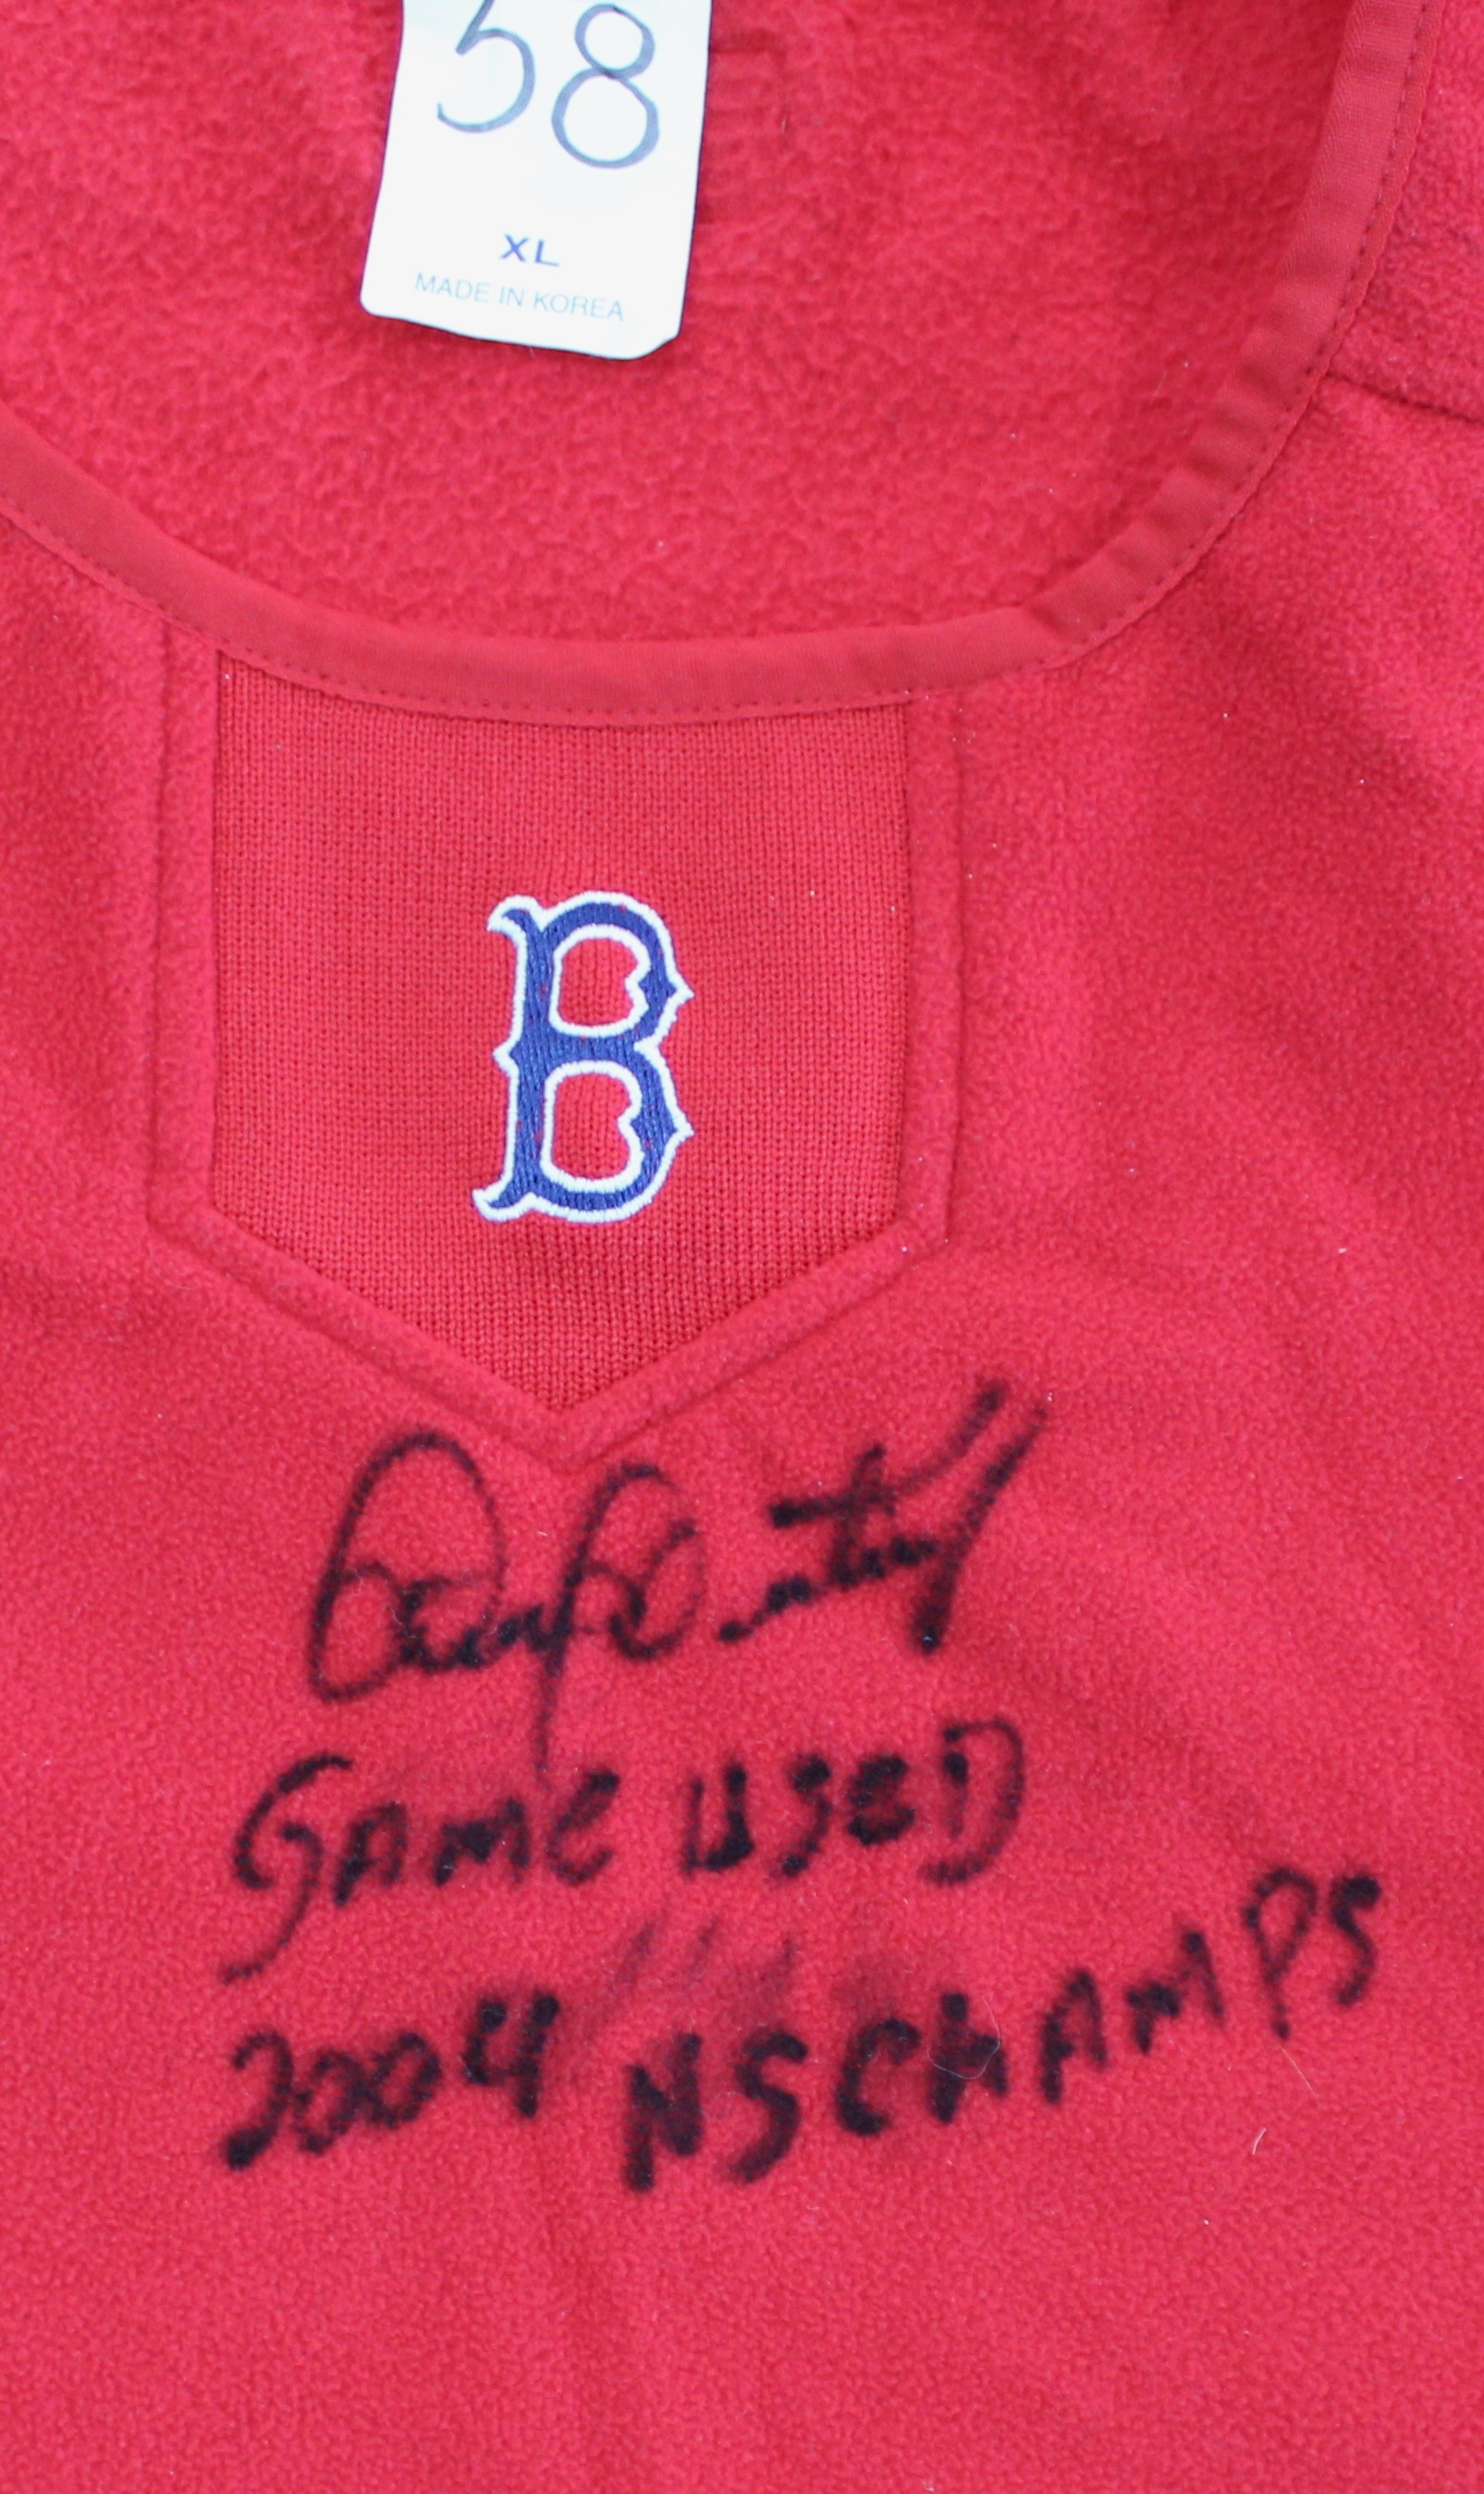 58
XL
MADE IN KOREA
B
GAME USED
2004 WS CHAMPS